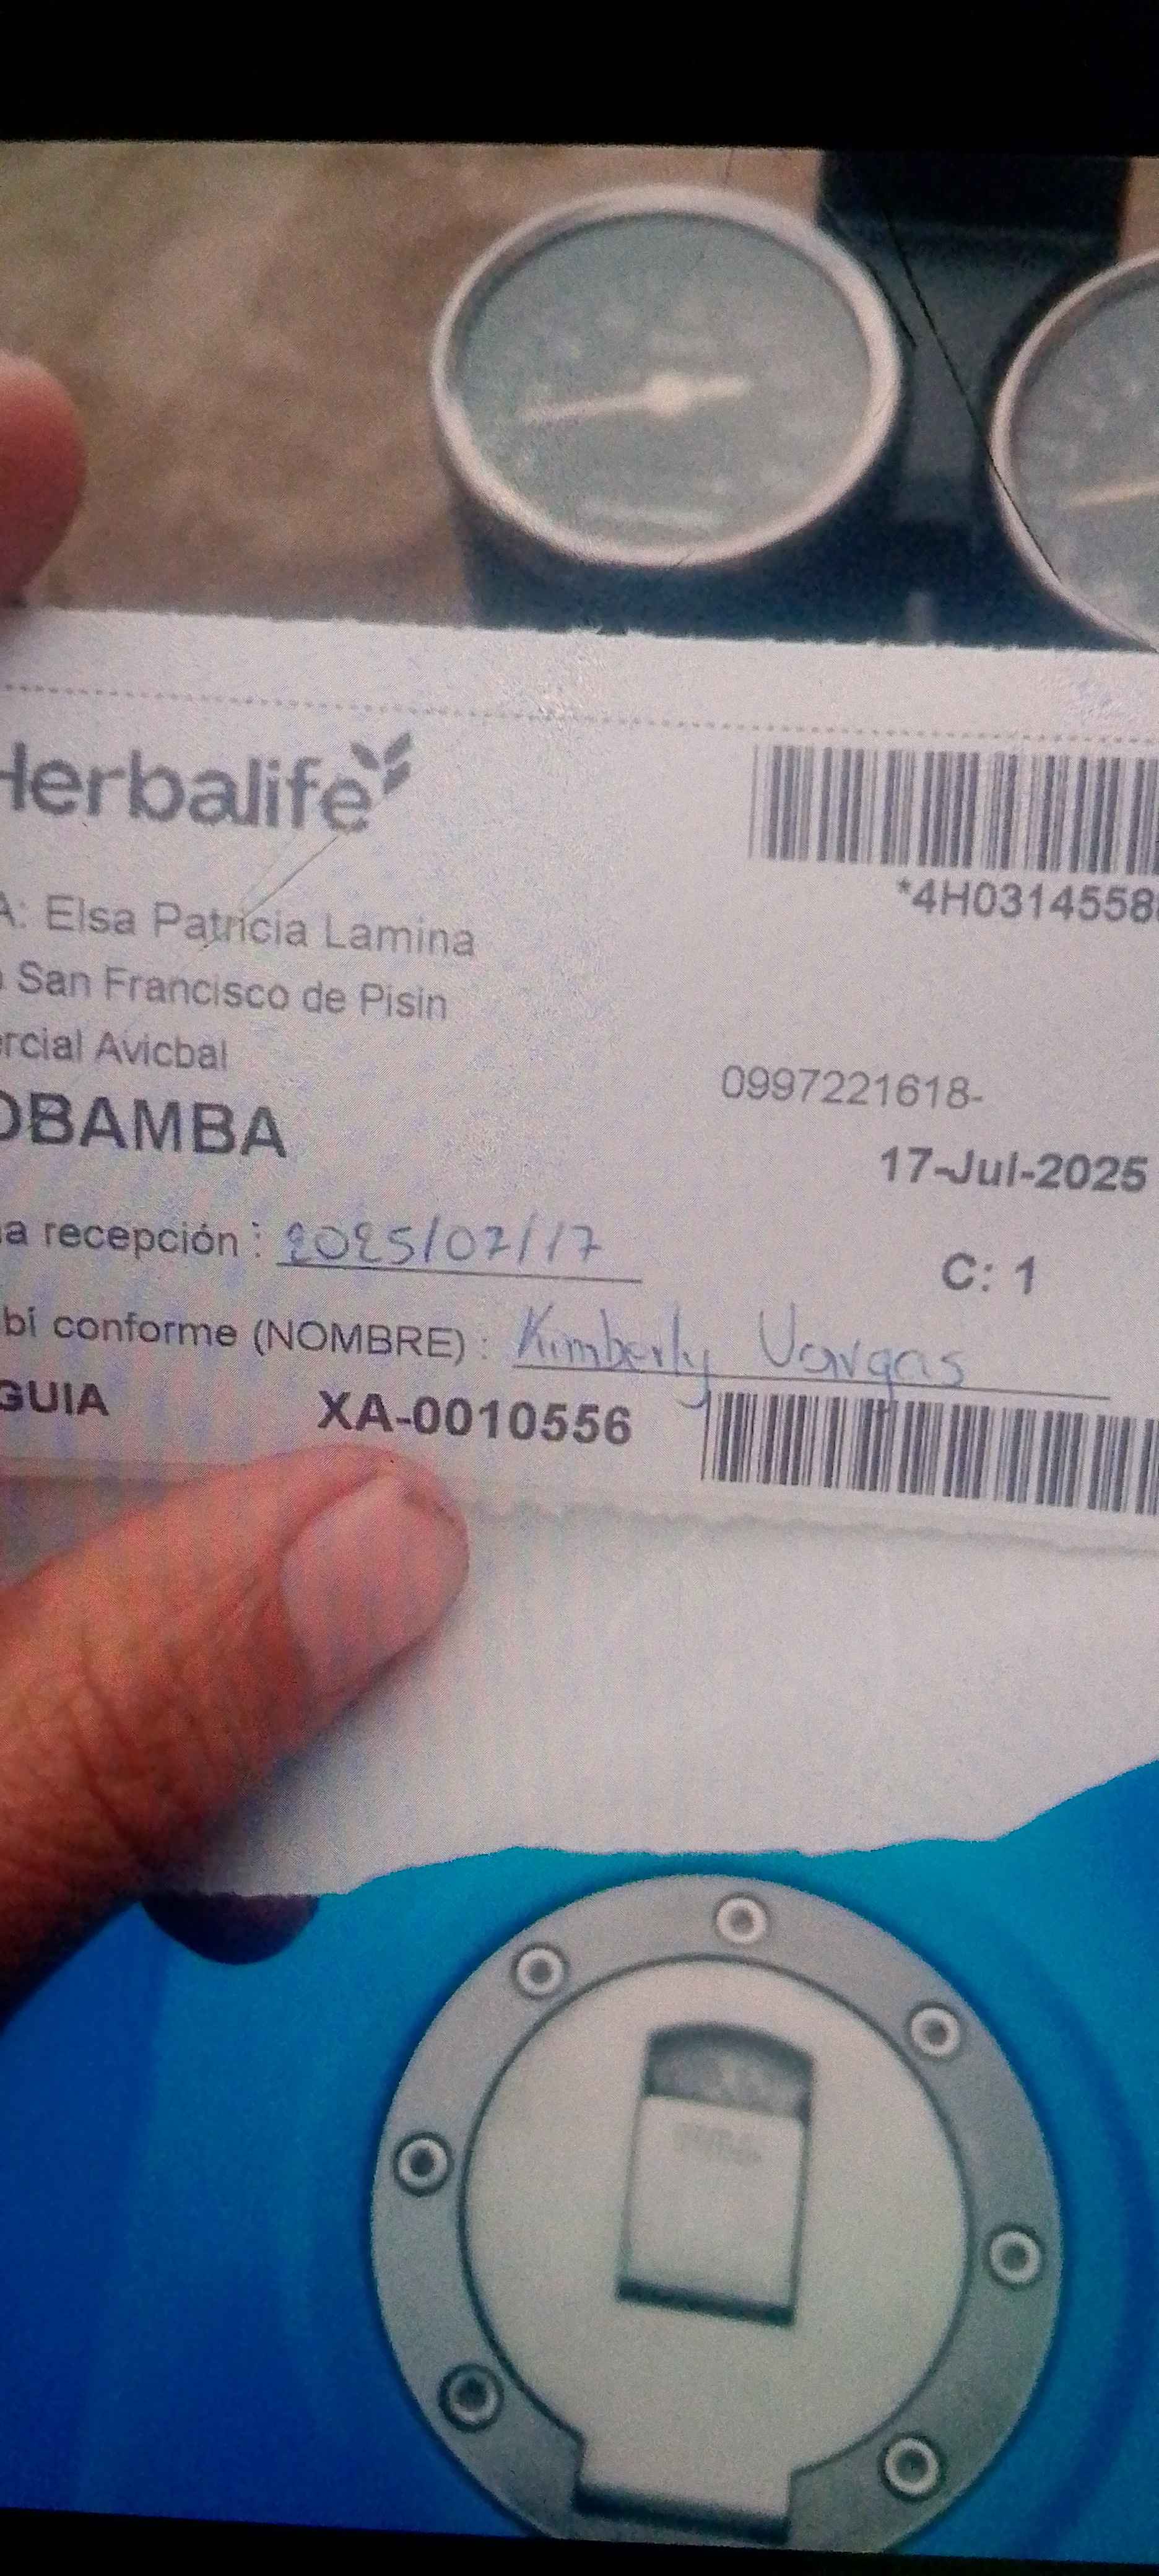 Herbalife
*4H03145588
A: Elsa Patricia Lamina
San Francisco de Pisin
rcial Avicbal
0997221618-
OBAMBA
17-Jul-2025
a recepción : 2025/07/17
C: 1
bí conforme (NOMBRE) : Kimberly Vargas
GUIA XA-0010556